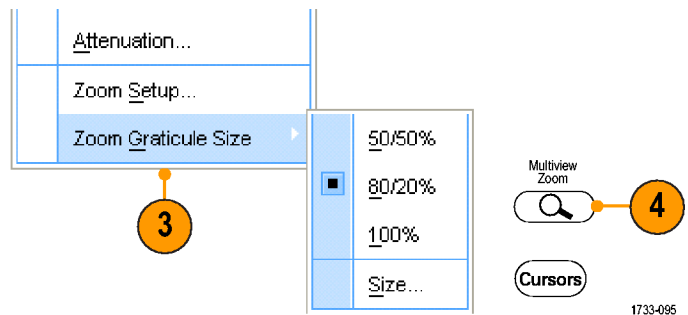 Attenuation...
Zoom Setup...
Zoom Graticule Size
50/50%
80/20%
100%
Size...
3
Multiview
Zoom
4
Cursors
1733-095